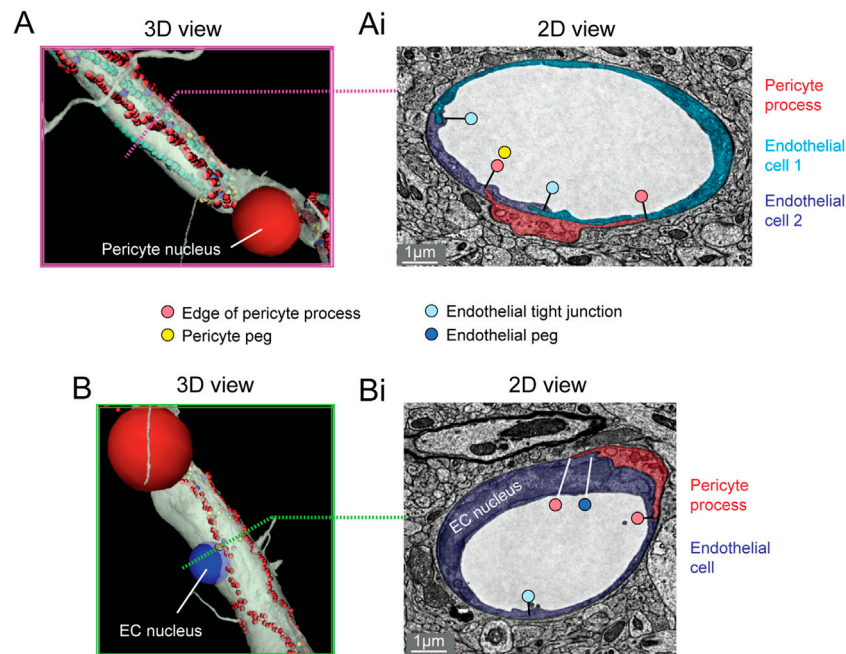 A
3D view
Ai
2D view
Pericyte nucleus
1µm
Pericyte
process
Endothelial
cell 1
Endothelial
cell 2
Edge of pericyte process
Endothelial tight junction
Pericyte peg
Endothelial peg
B
3D view
Bi
2D view
EC nucleus
EC nucleus
1µm
Pericyte
process
Endothelial
cell